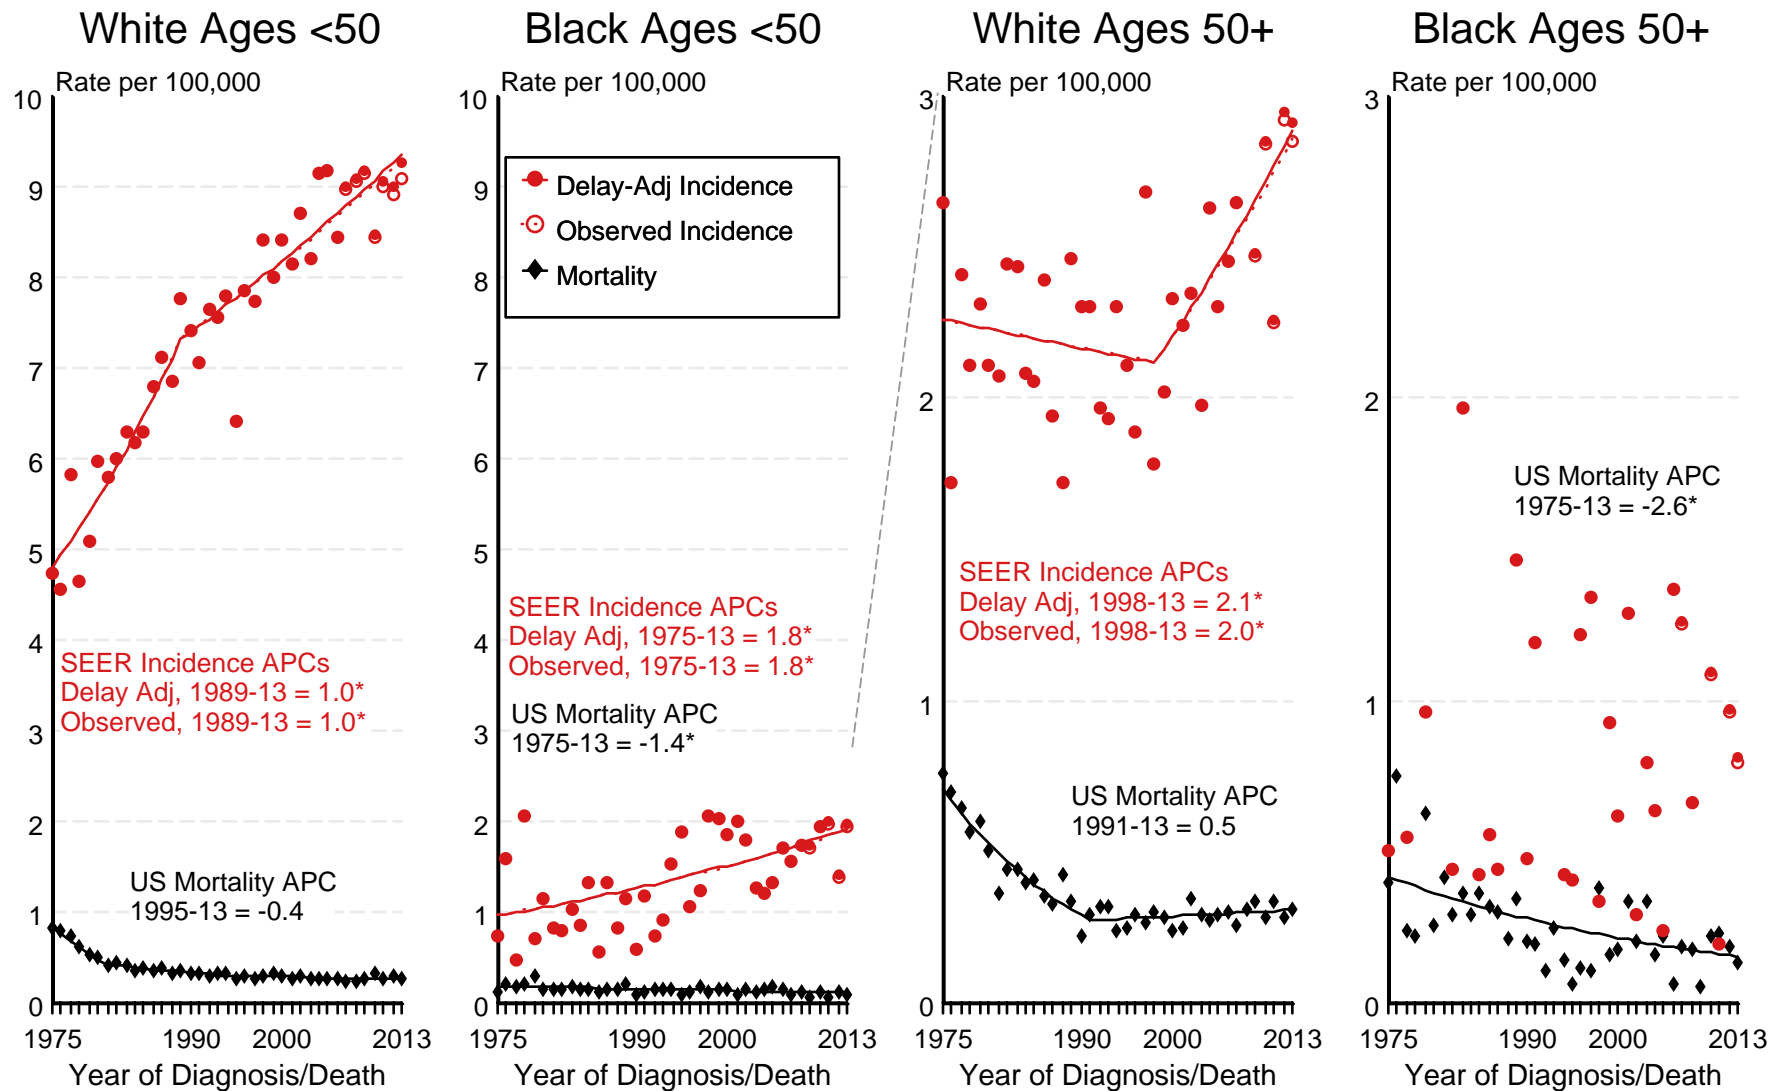 White Ages <50
Rate per 100,000
10
9
8
7
6
5
4
3
2
1
0
SEER Incidence APCs
Delay Adj, 1989-13 = 1.0*
Observed, 1989-13 = 1.0*
US Mortality APC
1995-13 = -0.4
1975
1990
2000
2013
Year of Diagnosis/Death
Black Ages <50
Rate per 100,000
10
9
8
7
6
5
4
3
2
1
0
Delay-Adj Incidence
Observed Incidence
Mortality
SEER Incidence APCs
Delay Adj, 1975-13 = 1.8*
Observed, 1975-13 = 1.8*
US Mortality APC
1975-13 = -1.4*
1975
1990
2000
2013
Year of Diagnosis/Death
White Ages 50+
Rate per 100,000
3
2
1
0
SEER Incidence APCs
Delay Adj, 1998-13 = 2.1*
Observed, 1998-13 = 2.0*
US Mortality APC
1991-13 = 0.5
1975
1990
2000
2013
Year of Diagnosis/Death
Black Ages 50+
Rate per 100,000
3
2
1
0
US Mortality APC
1975-13 = -2.6*
1975
1990
2000
2013
Year of Diagnosis/Death